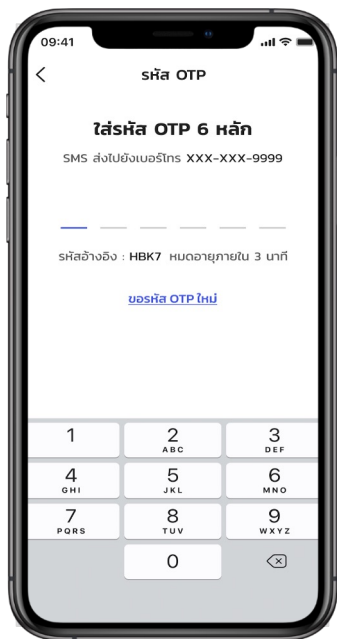 09:41
รหัส OTP
ใส่รหัส OTP 6 หลัก
SMS ส่งไปยังเบอร์โทร XXX-XXX-9999
รหัสอ้างอิง : HBK7 หมดอายุภายใน 3 นาที
ขอรหัส OTP ใหม่
1 2 3
ABC DEF
4 5 6
GHI JKL MNO
7 8 9
PQRS TUV WXYZ
0